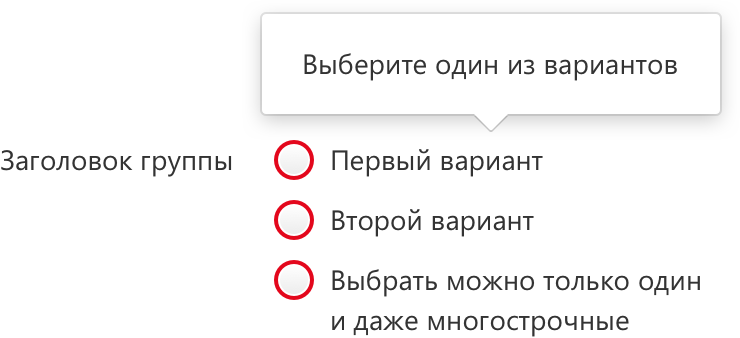 Выберите один из вариантов
Заголовок группы
Первый вариант
Второй вариант
Выбрать можно только один
и даже многострочные